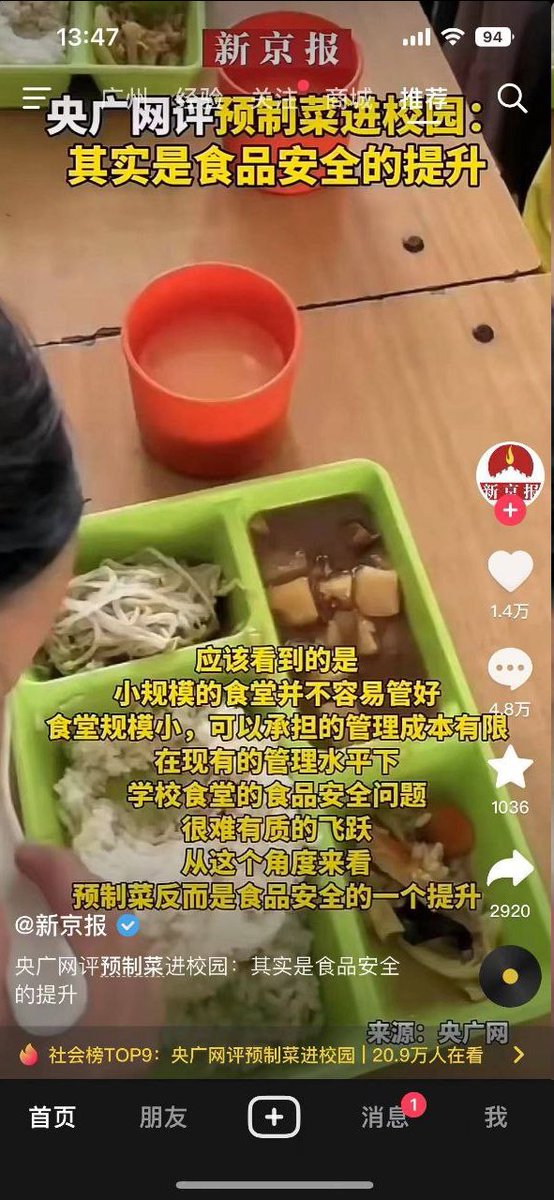 13:47
94
新京报
广州 经验 关注 商城 推荐
央广网评预制菜进校园：
其实是食品安全的提升
新京报
1.4万
应该看到的是
小规模的食堂并不容易管好
4.8万
食堂规模小，可以承担的管理成本有限
在现有的管理水平下
学校食堂的食品安全问题
1036
很难有质的飞跃
从这个角度来看
预制菜反而是食品安全的一个提升
2920
@新京报
央广网评预制菜进校园：其实是食品安全
的提升
来源：央广网
社会榜TOP9：央广网评预制菜进校园 | 20.9万人在看
首页 朋友 消息 1 我